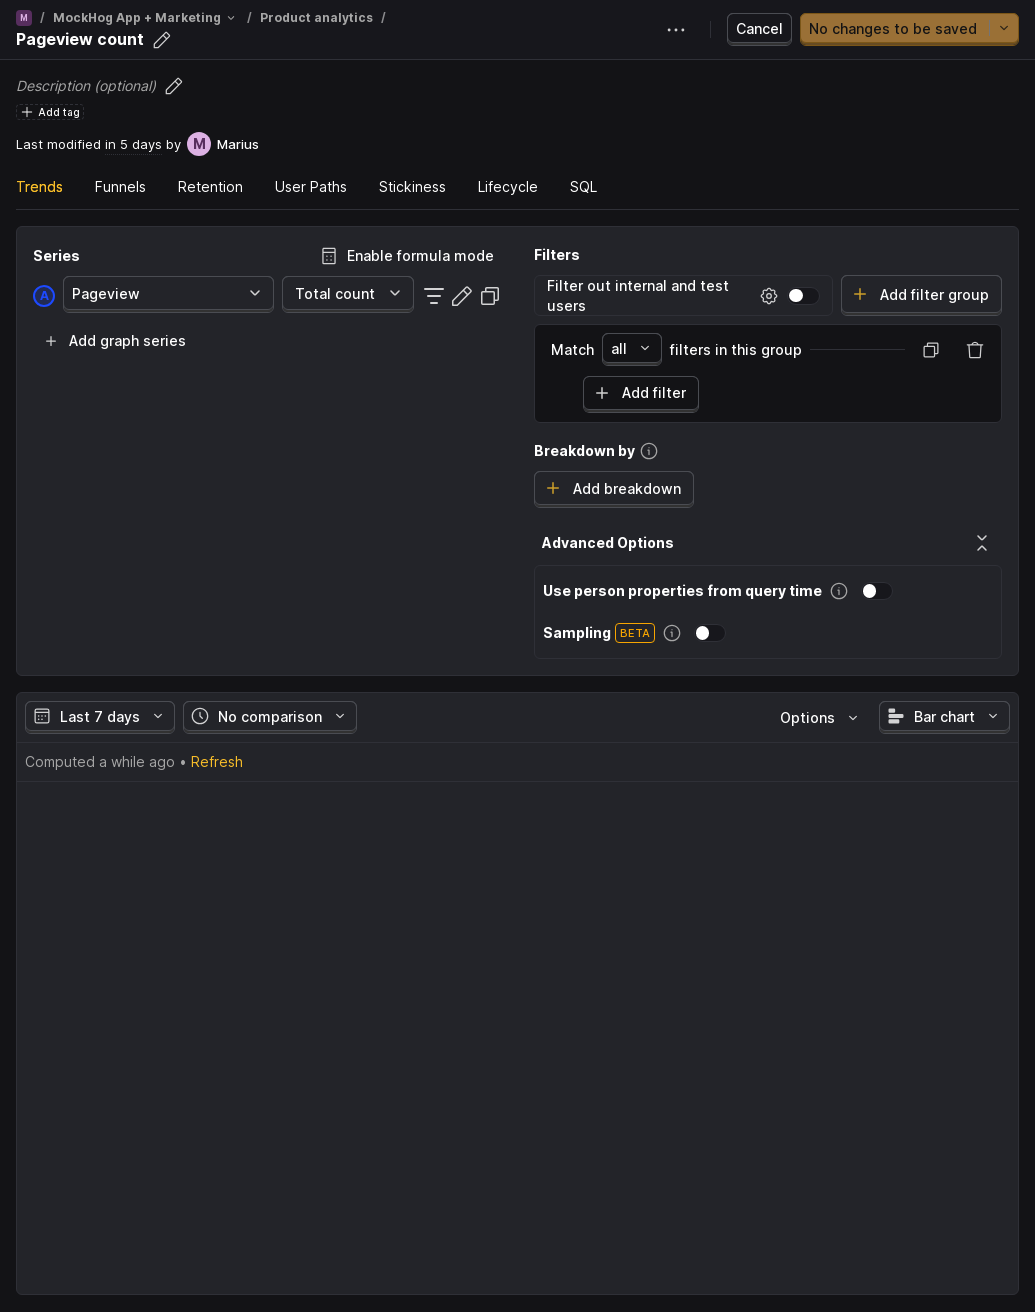 M / MockHog App + Marketing / Product analytics /
Pageview count
Cancel
No changes to be saved
Description (optional)
Add tag
Last modified in 5 days by M Marius
Trends Funnels Retention User Paths Stickiness Lifecycle SQL
Series
Enable formula mode
A Pageview Total count
Add graph series
Filters
Filter out internal and test
users
Add filter group
Match all filters in this group
Add filter
Breakdown by
Add breakdown
Advanced Options
Use person properties from query time
Sampling BETA
Last 7 days No comparison Options Bar chart
Computed a while ago • Refresh